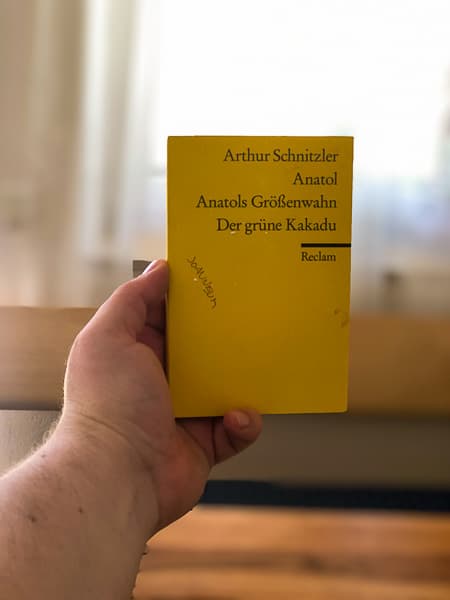 Arthur Schnitzler
Anatol
Anatols Größenwahn
Der grüne Kakadu
Reclam